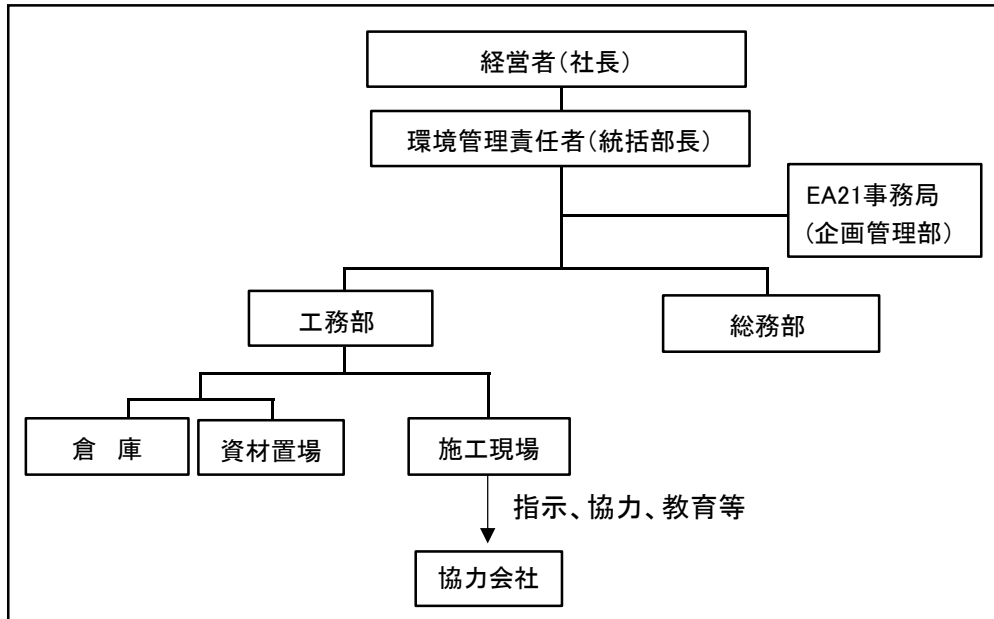 経営者(社長)
環境管理責任者(統括部長)
EA21事務局
(企画管理部)
工務部
総務部
倉　庫
資材置場
施工現場
指示、協力、教育等
協力会社